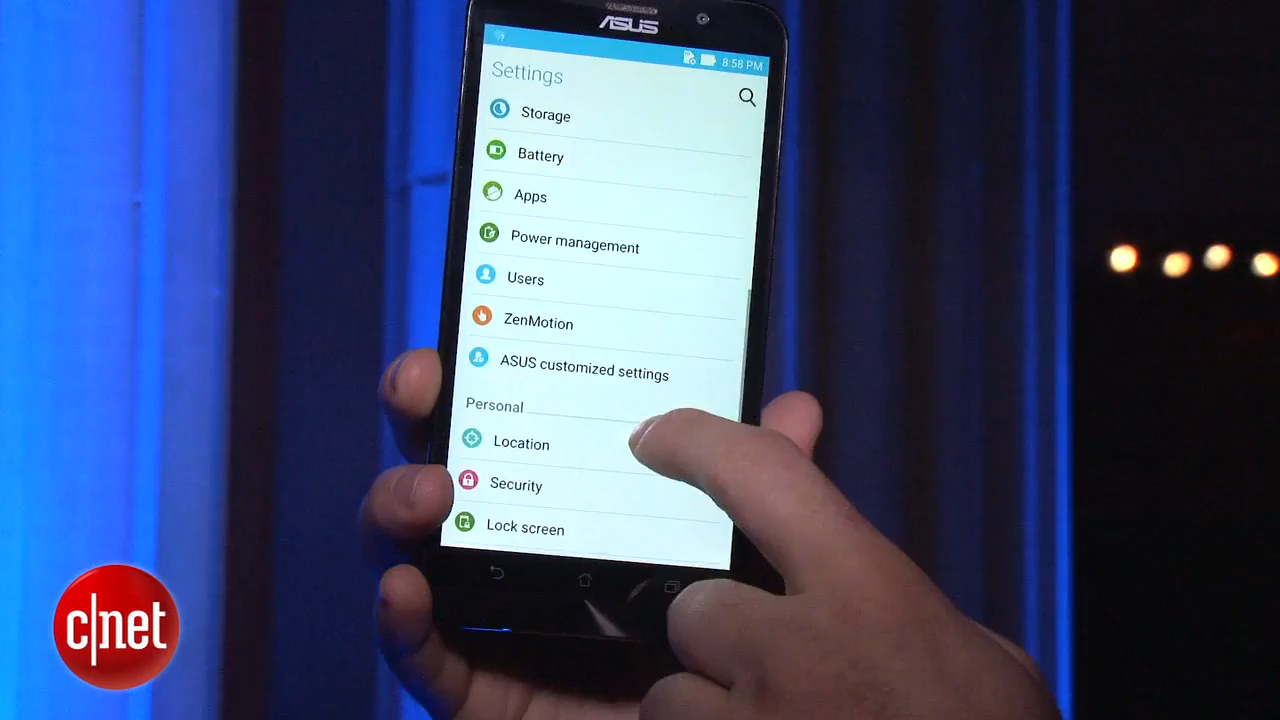 ASUS
8:58 PM
Settings
Storage
Battery
Apps
Power management
Users
ZenMotion
ASUS customized settings
Personal
Location
Security
Lock screen
c|net